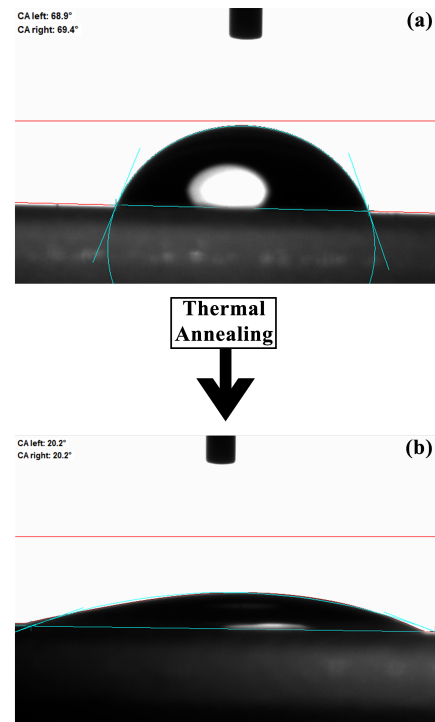 CA left: 68.9°
CA right: 69.4°
(a)
Thermal
Annealing
CA left: 20.2°
CA right: 20.2°
(b)